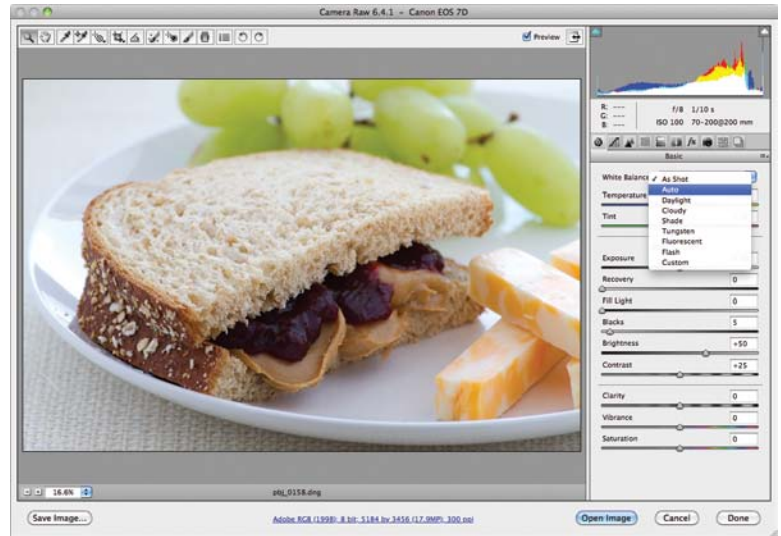 Camera Raw 6.4.1 – Canon EOS 7D
Preview
R: ---
G: ---
B: ---
f/8 1/10 s
ISO 100 70-200@200 mm
Basic
White Balance
✓ As Shot
Auto
Daylight
Cloudy
Shade
Tungsten
Fluorescent
Flash
Custom
Temperature
Tint
Exposure
Recovery 0
Fill Light 0
Blacks 5
Brightness +50
Contrast +25
Clarity 0
Vibrance 0
Saturation 0
16.6% pbj_0158.dng
Save Image... Adobe RGB (1998); 8 bit; 5184 by 3456 (17.9MP); 300 ppi Open Image Cancel Done